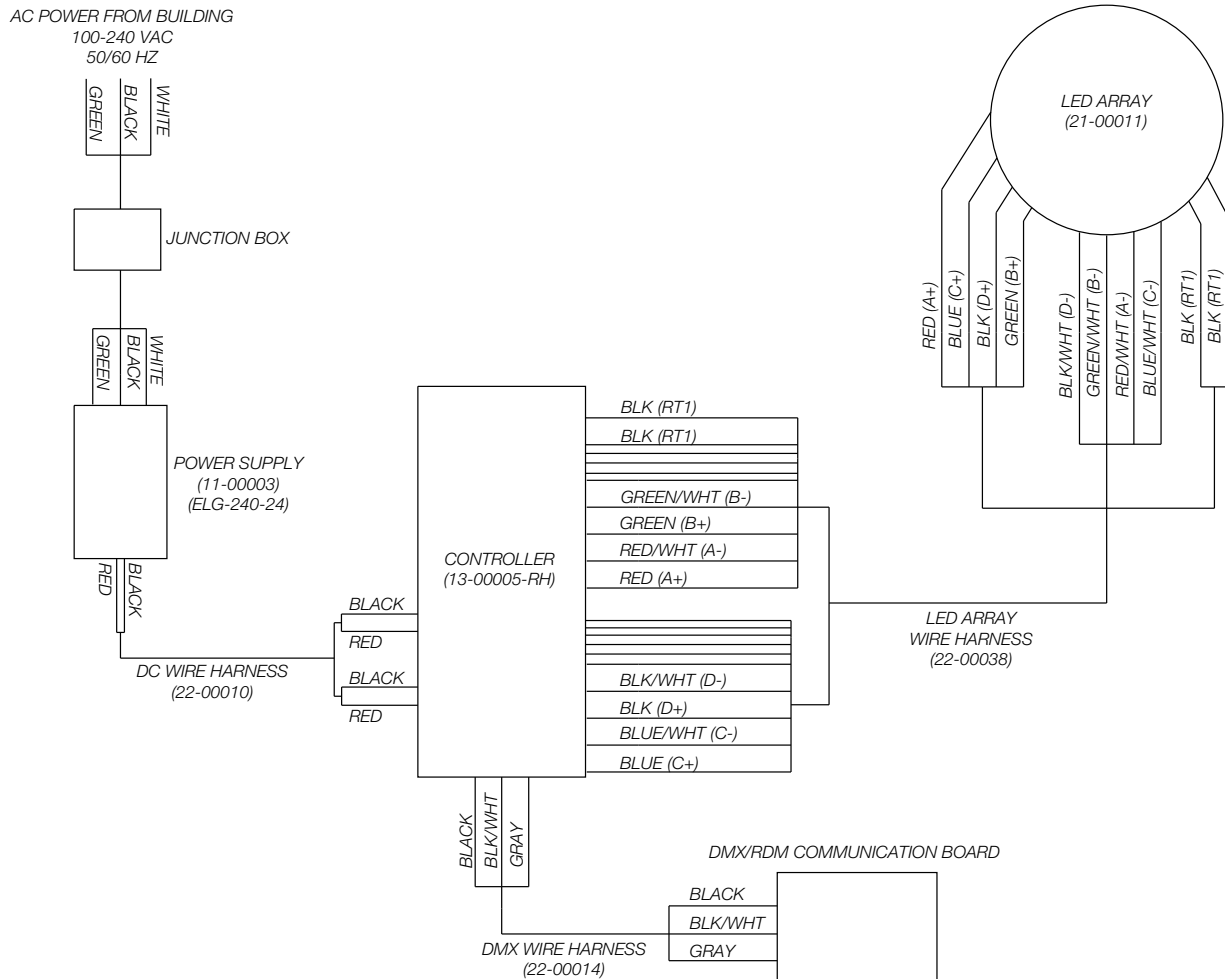 AC POWER FROM BUILDING
100-240 VAC
50/60 HZ
GREEN
BLACK
WHITE
JUNCTION BOX
GREEN
BLACK
WHITE
POWER SUPPLY
(11-00003)
(ELG-240-24)
RED
BLACK
DC WIRE HARNESS
(22-00010)
BLACK
RED
BLACK
RED
CONTROLLER
(13-00005-RH)
BLK (RT1)
BLK (RT1)
GREEN/WHT (B-)
GREEN (B+)
RED/WHT (A-)
RED (A+)
BLK/WHT (D-)
BLK (D+)
BLUE/WHT (C-)
BLUE (C+)
LED ARRAY
(21-00011)
RED (A+)
BLUE (C+)
BLK (D+)
GREEN (B+)
BLK/WHT (D-)
GREEN/WHT (B-)
RED/WHT (A-)
BLUE/WHT (C-)
BLK (RT1)
BLK (RT1)
LED ARRAY
WIRE HARNESS
(22-00038)
BLACK
BLK/WHT
GRAY
DMX WIRE HARNESS
(22-00014)
DMX/RDM COMMUNICATION BOARD
BLACK
BLK/WHT
GRAY